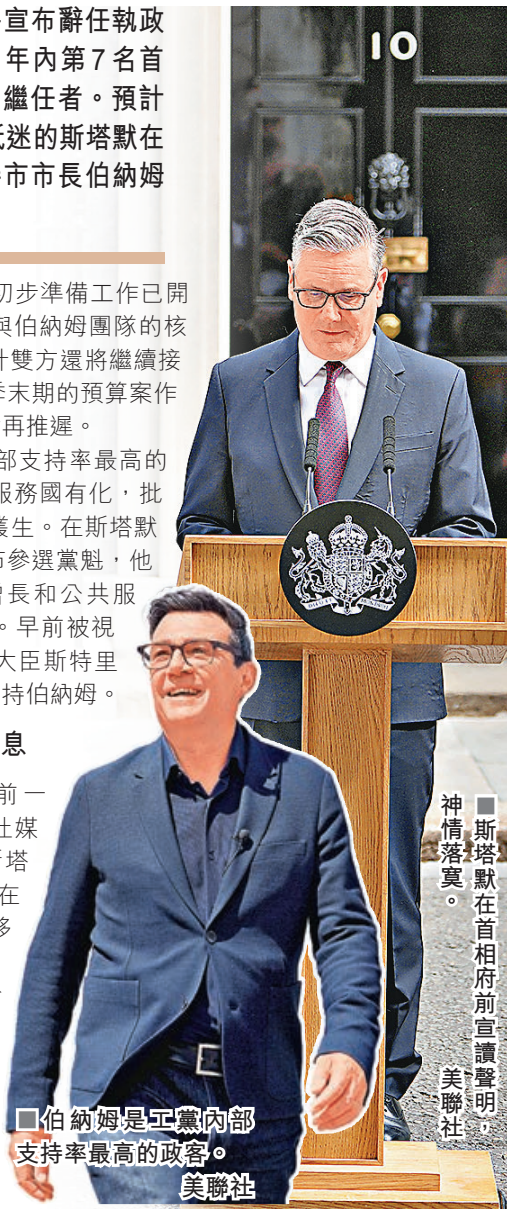 宣布辭任執政
年內第7名首
繼任者。預計
迷的斯塔默在
市市長伯納姆
初步準備工作已開
與伯納姆團隊的核
計雙方還將繼續接
季末期的預算案作
再推遲。
部支持率最高的
服務國有化，批
叢生。在斯塔默
布參選黨魁，他
增長和公共服
。早前被視
大臣斯特里
持伯納姆。
息
前一
社媒
塔
在
多
10
DIEU ET MON DROIT
■斯塔默在首相府前宣讀聲明，
神情落寞。
美聯社
■伯納姆是工黨內部
支持率最高的政客。
美聯社